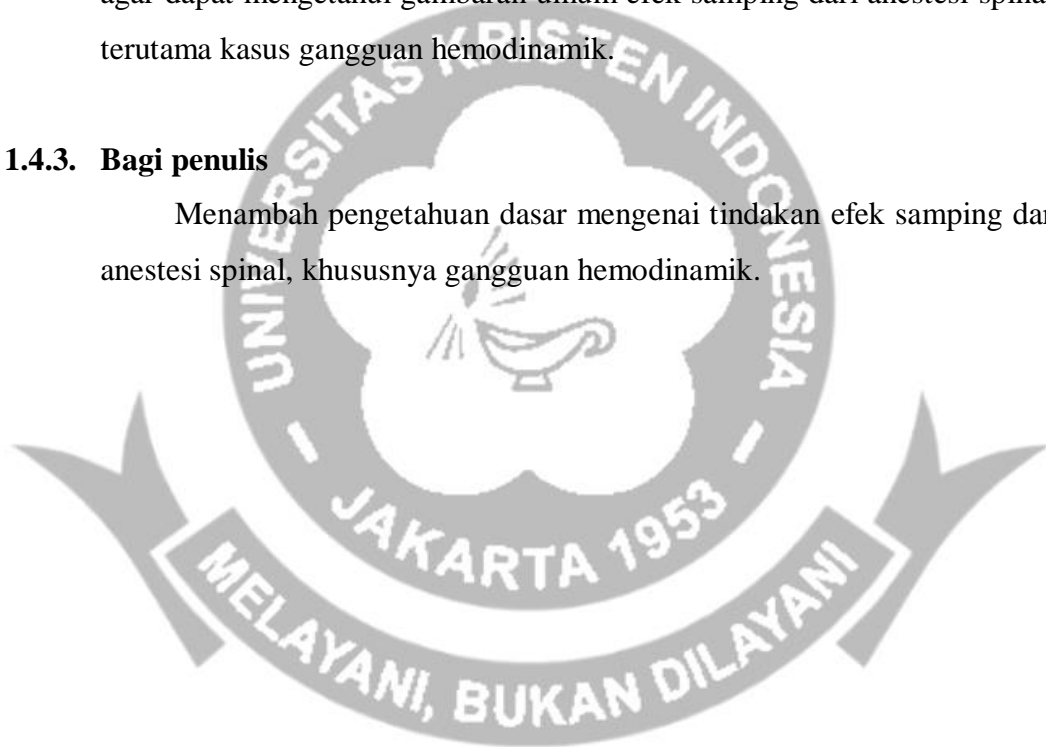 agar dapat mengetahui gambaran umum efek samping dari anestesi spinal
terutama kasus gangguan hemodinamik.
1.4.3. Bagi penulis
Menambah pengetahuan dasar mengenai tindakan efek samping dar
anestesi spinal, khususnya gangguan hemodinamik.
UNIVERSITAS KRISTEN INDONESIA
JAKARTA 1953
MELAYANI, BUKAN DILAYANI